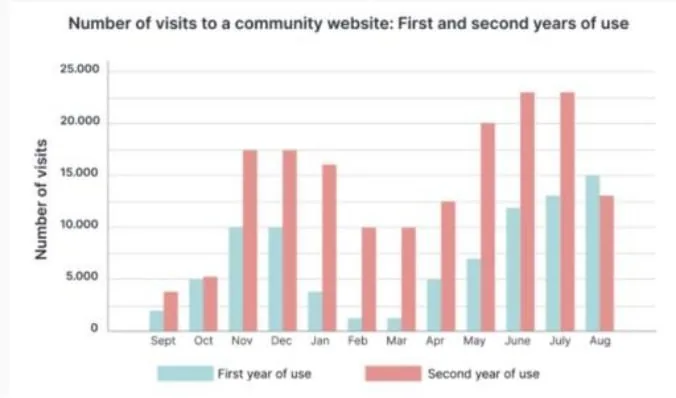 Number of visits to a community website: First and second years of use
Number of visits
25.000
20.000
15.000
10.000
5.000
0
Sept Oct Nov Dec Jan Feb Mar Apr May June July Aug
First year of use Second year of use